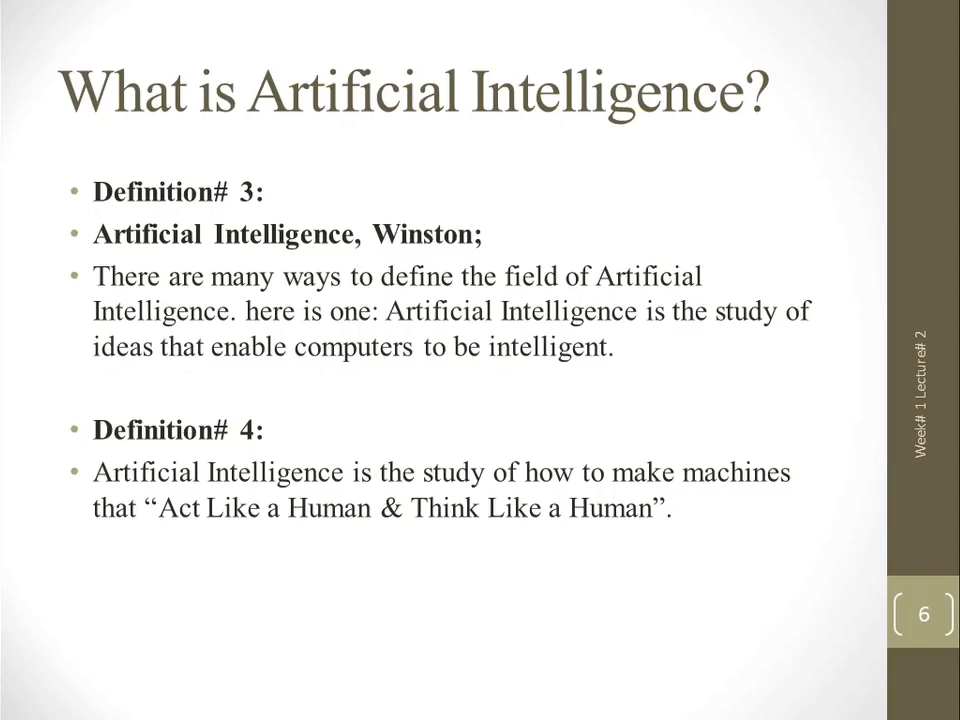 What is Artificial Intelligence?
• Definition# 3:
• Artificial Intelligence, Winston;
• There are many ways to define the field of Artificial
Intelligence. here is one: Artificial Intelligence is the study of
ideas that enable computers to be intelligent.
• Definition# 4:
• Artificial Intelligence is the study of how to make machines
that “Act Like a Human & Think Like a Human”.
Week# 1 Lecture# 2
6